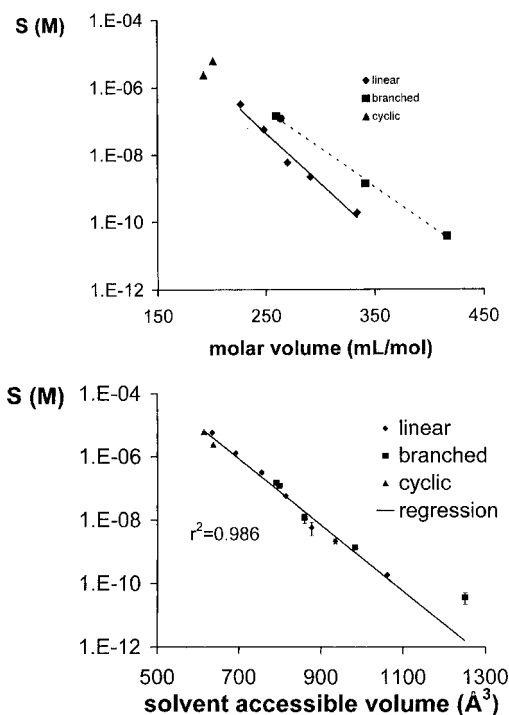 S (M)
1.E-04
1.E-06
1.E-08
1.E-10
1.E-12
150
250
350
450
molar volume (mL/mol)
linear
branched
cyclic
S (M)
1.E-04
1.E-06
1.E-08
1.E-10
1.E-12
500
700
900
1100
1300
solvent accessible volume (Å³)
linear
branched
cyclic
regression
r²=0.986